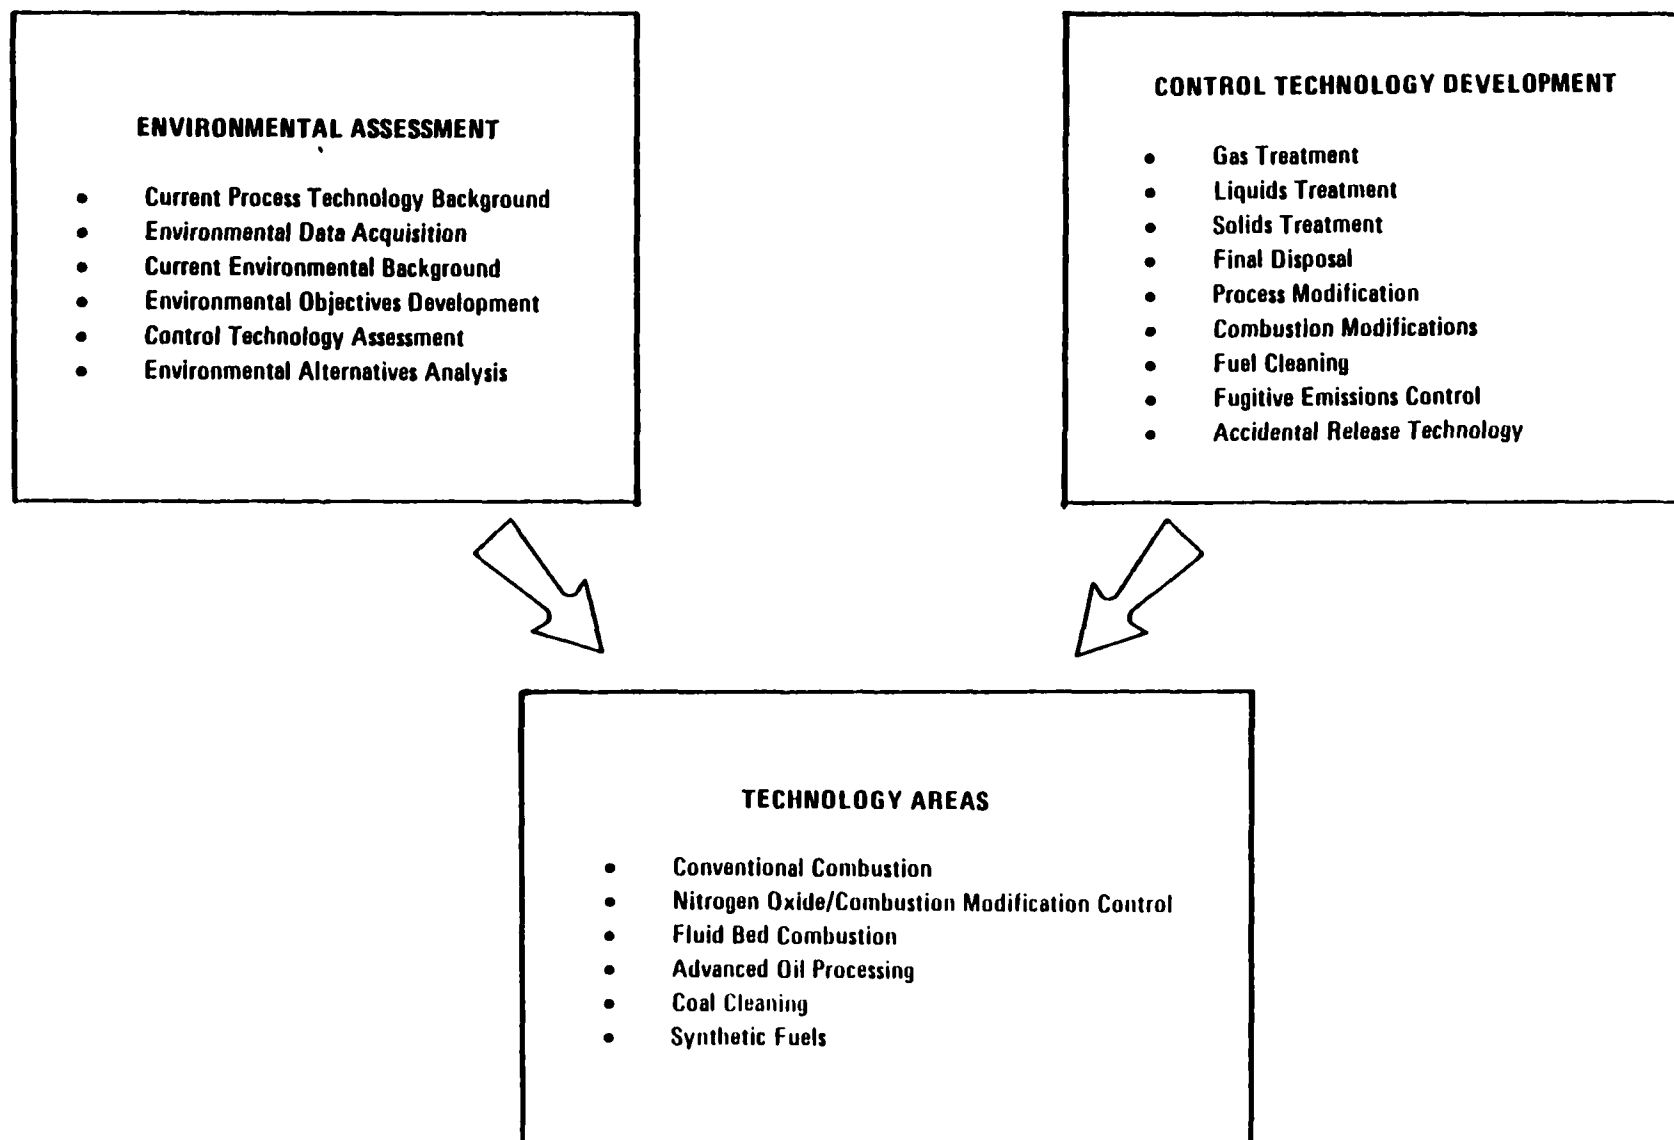 ENVIRONMENTAL ASSESSMENT
• Current Process Technology Background
• Environmental Data Acquisition
• Current Environmental Background
• Environmental Objectives Development
• Control Technology Assessment
• Environmental Alternatives Analysis
CONTROL TECHNOLOGY DEVELOPMENT
• Gas Treatment
• Liquids Treatment
• Solids Treatment
• Final Disposal
• Process Modification
• Combustion Modifications
• Fuel Cleaning
• Fugitive Emissions Control
• Accidental Release Technology
TECHNOLOGY AREAS
• Conventional Combustion
• Nitrogen Oxide/Combustion Modification Control
• Fluid Bed Combustion
• Advanced Oil Processing
• Coal Cleaning
• Synthetic Fuels